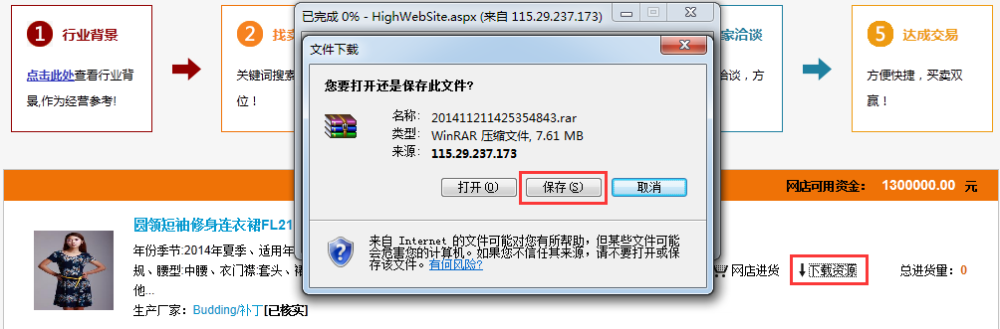 已完成 0% - HighWebSite.aspx (来自 115.29.237.173)
1 行业背景
点击此处查看行业背
景,作为经营参考!
2 找卖
关键词搜索
位!
文件下载
您要打开还是保存此文件?
名称: 201411211425354843.rar
类型: WinRAR 压缩文件, 7.61 MB
来源: 115.29.237.173
打开(O) 保存(S) 取消
来自 Internet 的文件可能对您有所帮助，但某些文件可能
会危害您的计算机。如果您不信任其来源，请不要打开或保
存该文件。有何风险?
家洽谈
洽谈，方
5 达成交易
方便快捷，买卖双
赢！
网店可用资金： 1300000.00 元
圆领短袖修身连衣裙FL21
年份季节:2014年夏季、适用年
规、腰型:中腰、衣门襟:套头、裙
他...
生产厂家： Budding/补丁[已核实]
网店进货
下载资源
总进货量：0